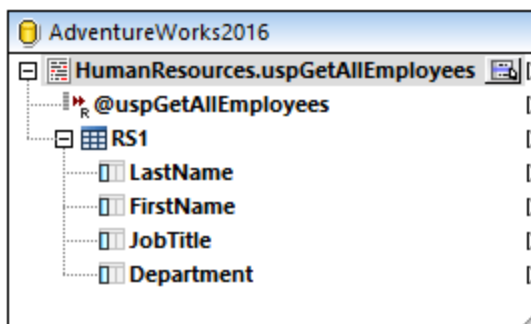 AdventureWorks2016
HumanResources.uspGetAllEmployees
R @uspGetAllEmployees
RS1
LastName
FirstName
JobTitle
Department